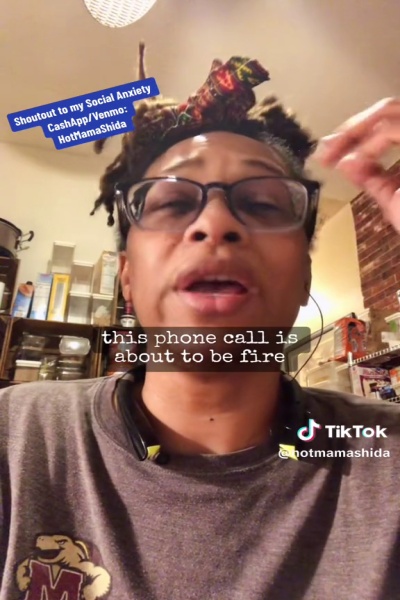 Shoutout to my Social Anxiety
CashApp/Venmo:
HotMamaShida
this phone call is
about to be fire
TikTok
@hotmamashida
M